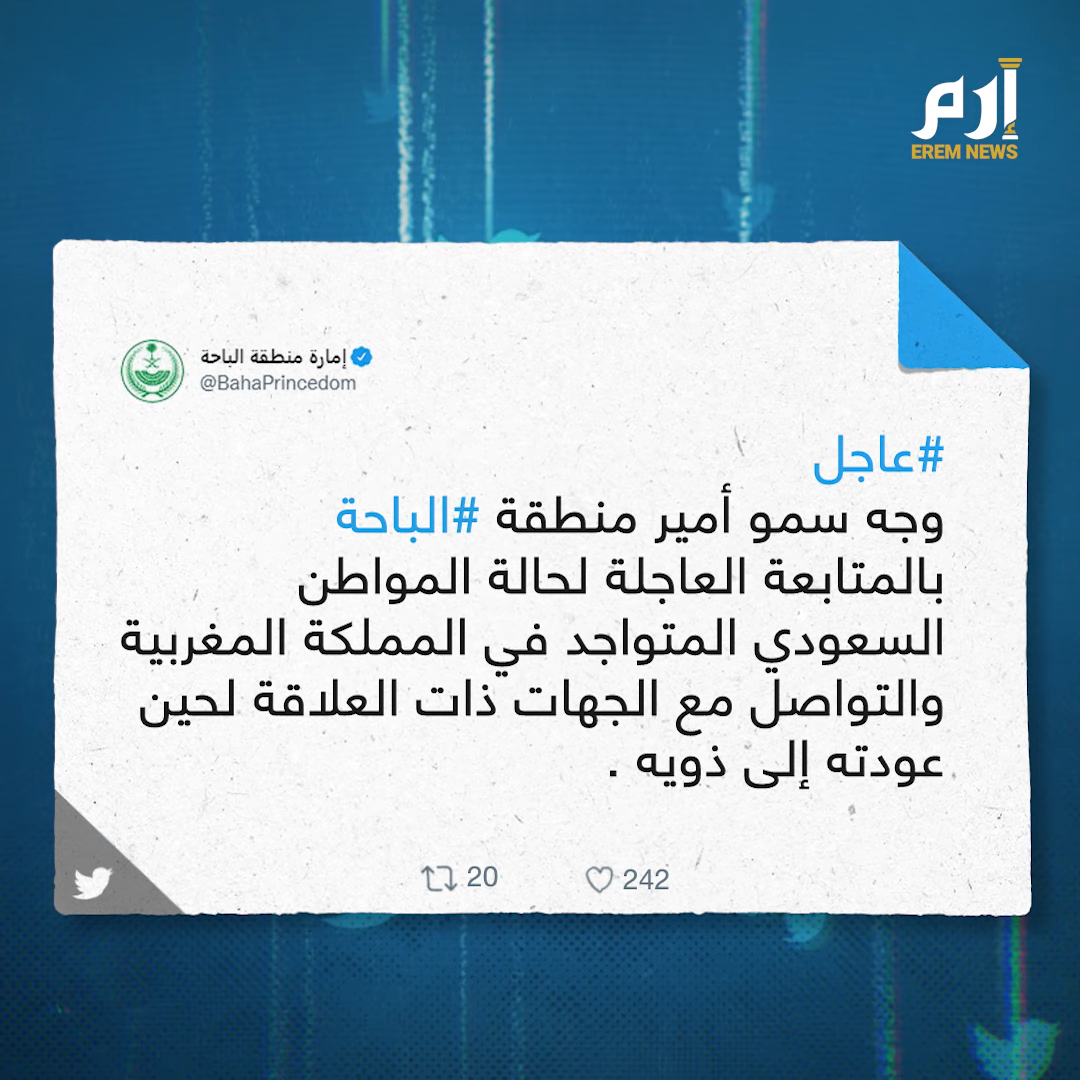 إرم
EREM NEWS
إمارة منطقة الباحة
@BahaPrincedom
#عاجل
وجه سمو أمير منطقة #الباحة
بالمتابعة العاجلة لحالة المواطن
السعودي المتواجد في المملكة المغربية
والتواصل مع الجهات ذات العلاقة لحين
عودته إلى ذويه .
20
242